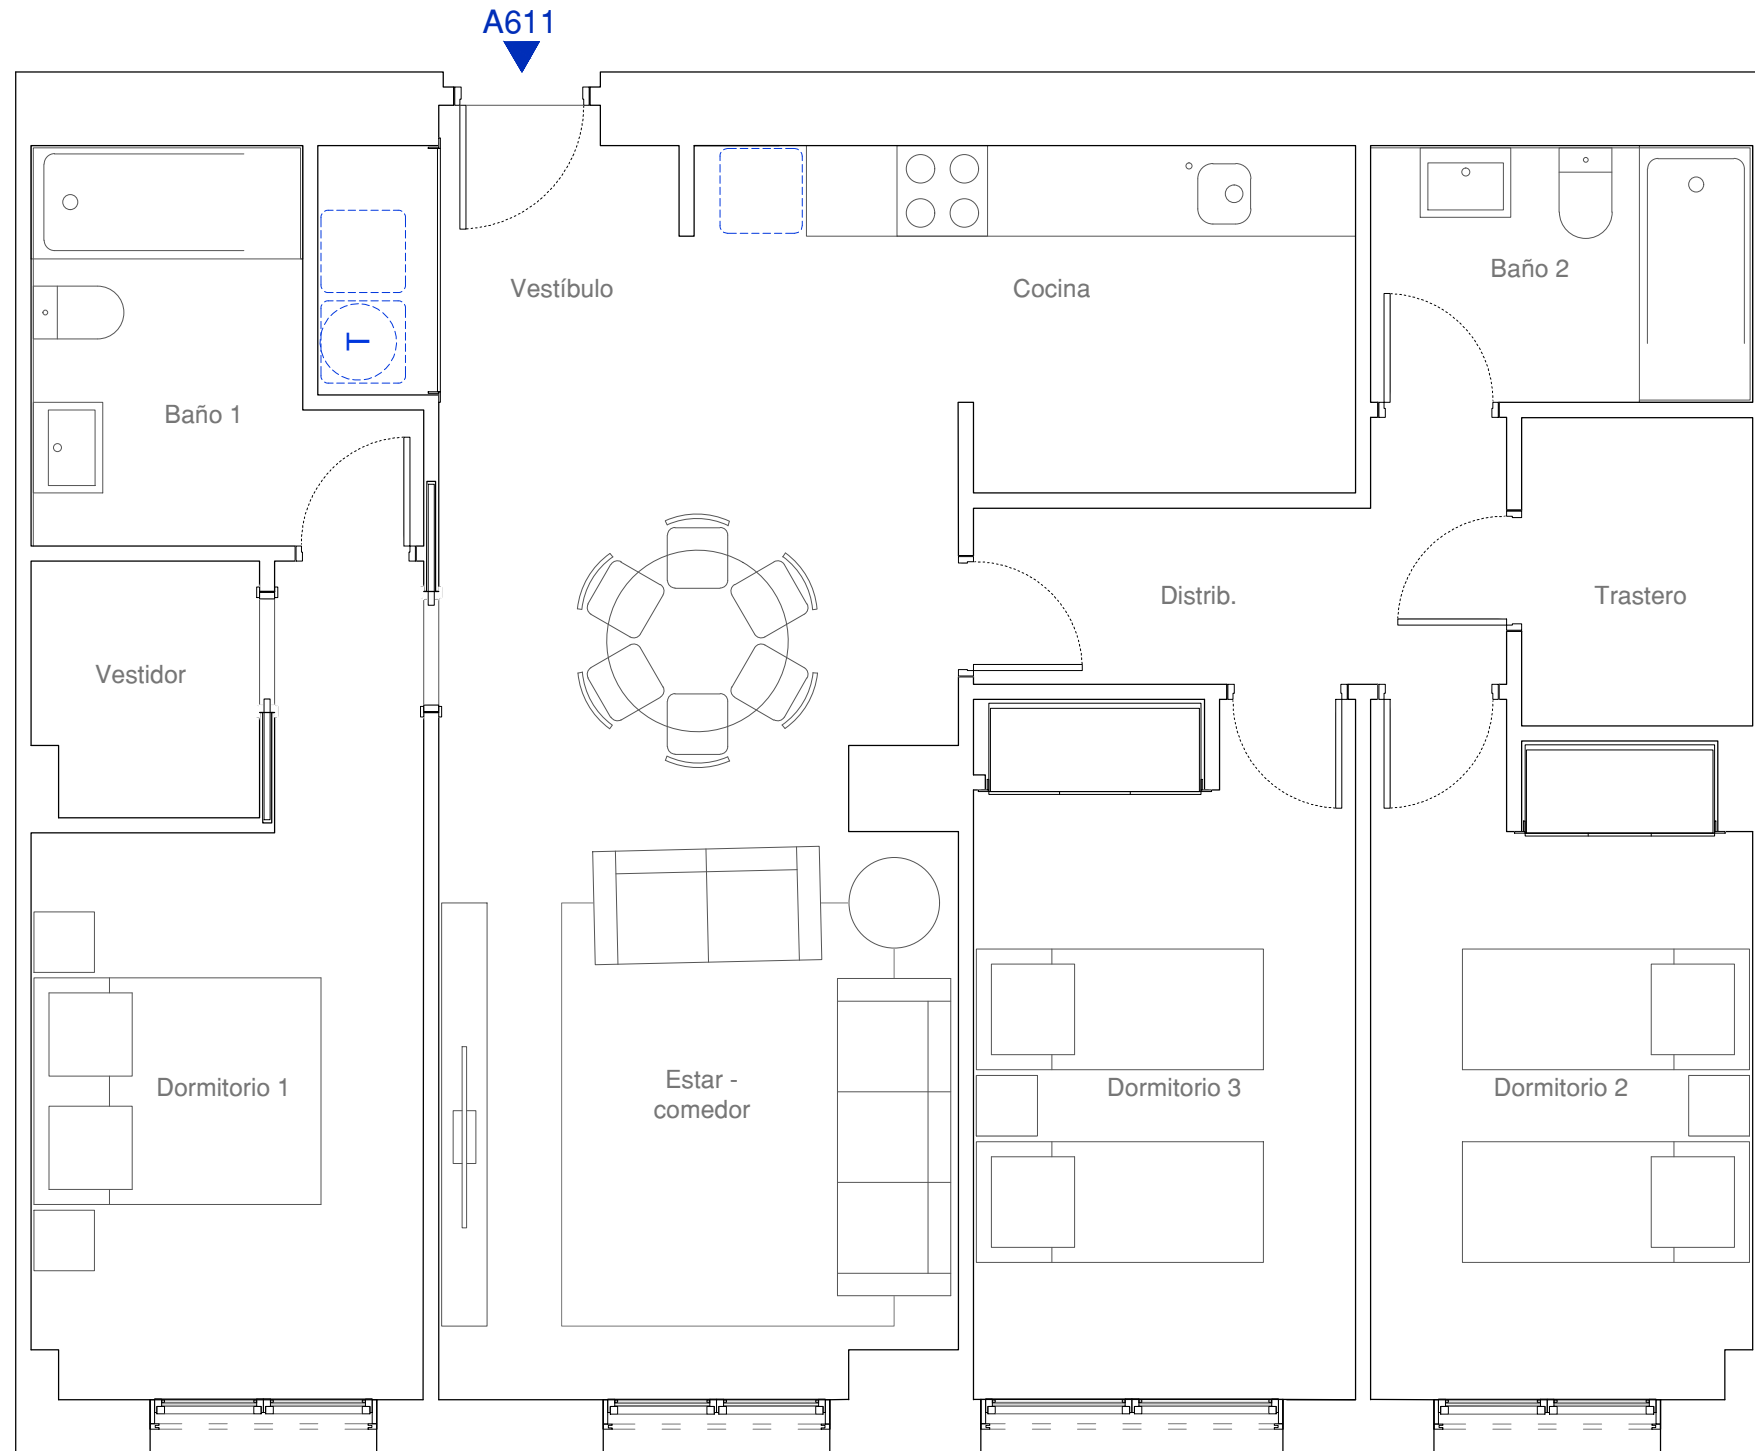 A611
Vestíbulo
Cocina
Baño 2
T
Baño 1
Distrib.
Trastero
Vestidor
Dormitorio 1
Estar -
comedor
Dormitorio 3
Dormitorio 2